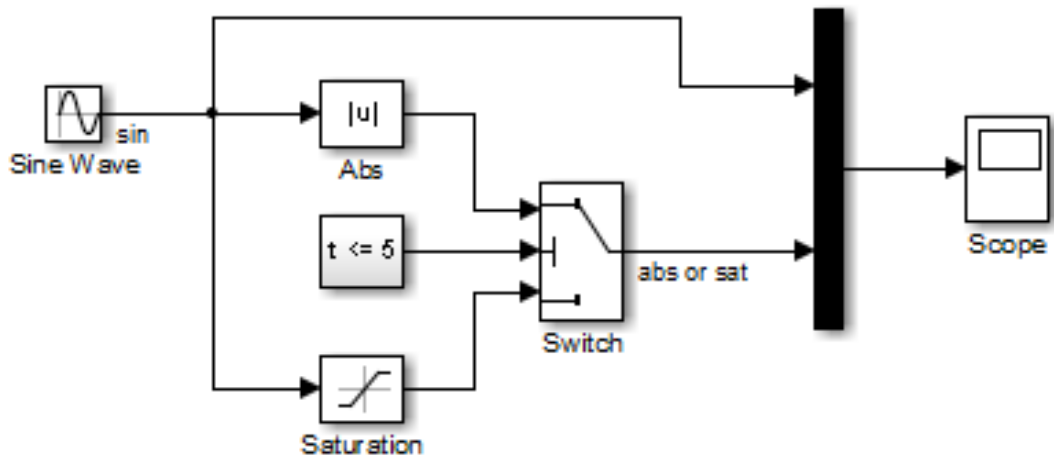 sin
Sine Wave
|u|
Abs
t <= 5
abs or sat
Switch
Scope
Saturation